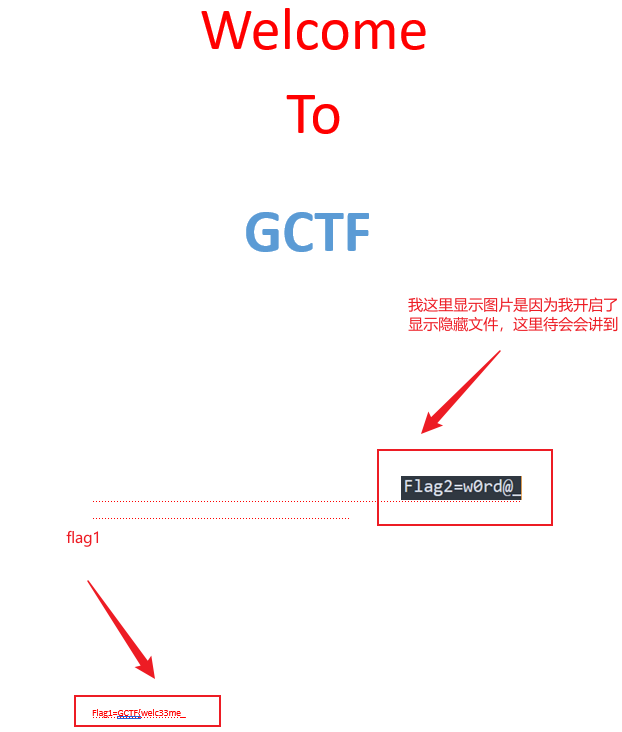 Welcome
To
GCTF
我这里显示图片是因为我开启了
显示隐藏文件，这里待会会讲到
Flag2=w0rd@_
flag1
Flag1=GCTF{welc33me_